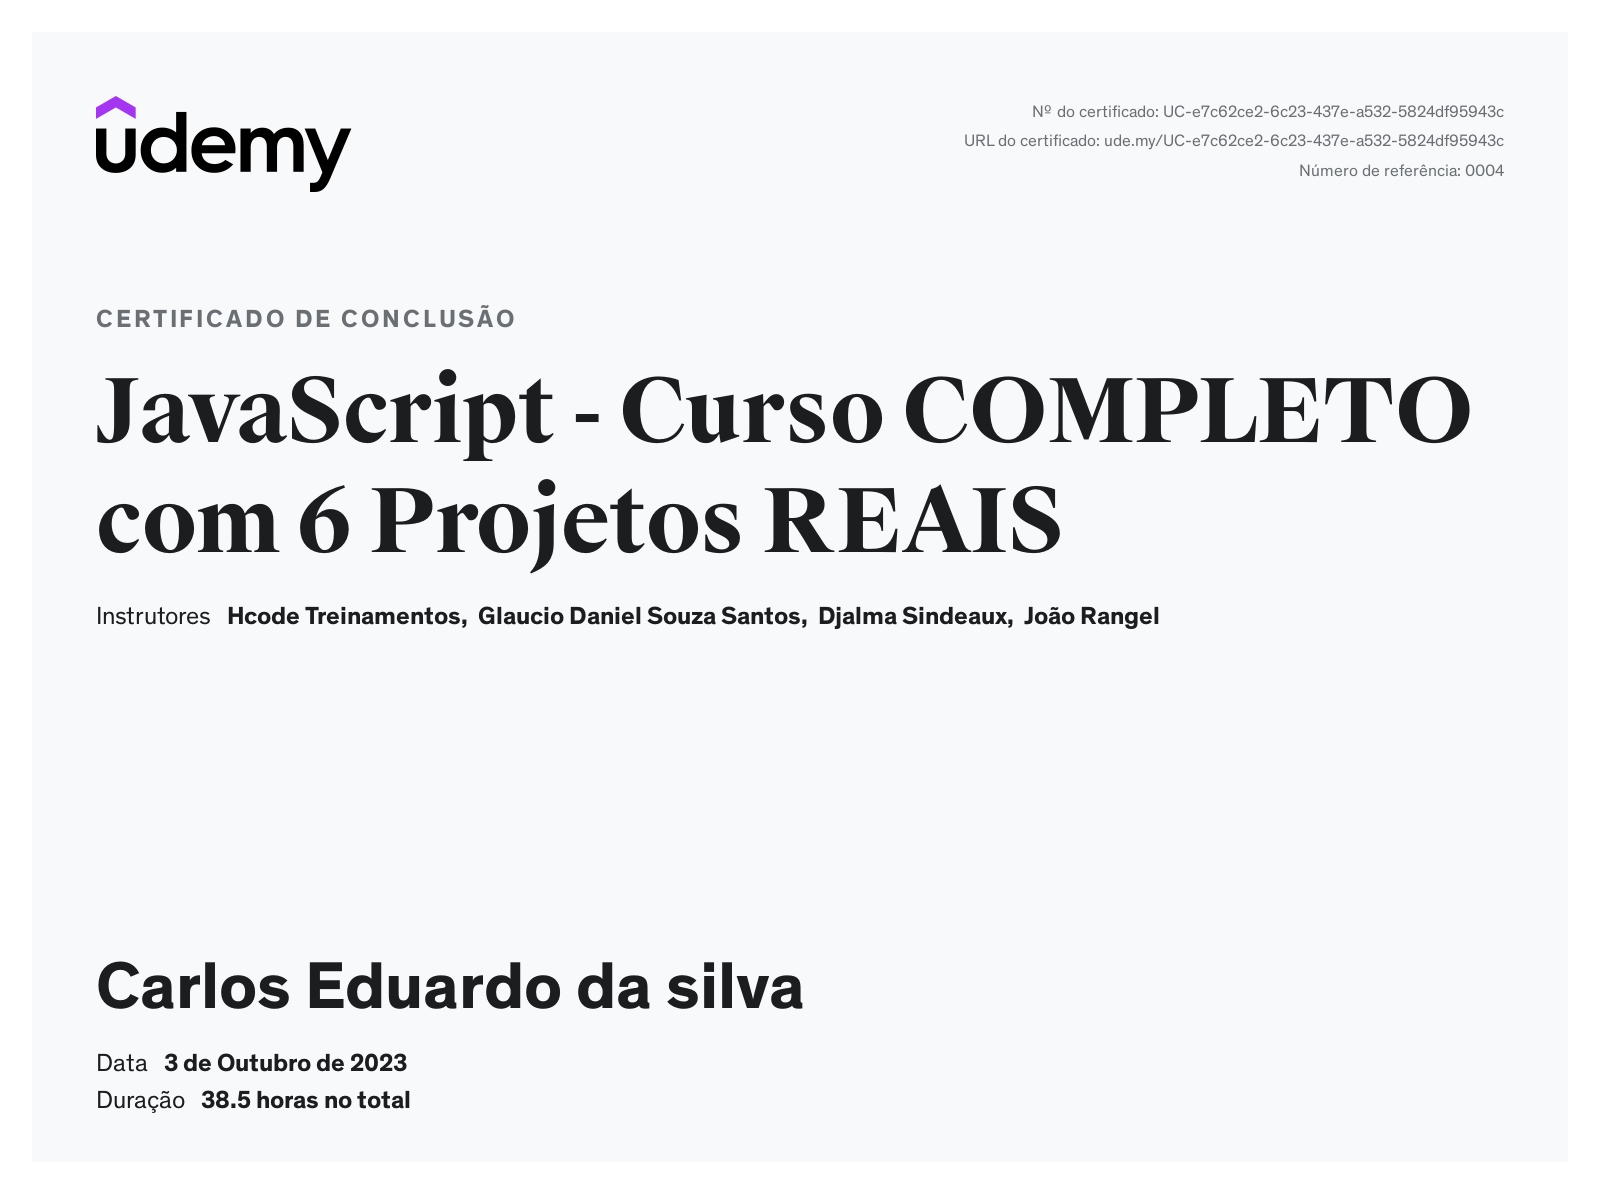 udemy
Nº do certificado: UC-e7c62ce2-6c23-437e-a532-5824df95943c
URL do certificado: ude.my/UC-e7c62ce2-6c23-437e-a532-5824df95943c
Número de referência: 0004
CERTIFICADO DE CONCLUSÃO
JavaScript - Curso COMPLETO
com 6 Projetos REAIS
Instrutores Hcode Treinamentos, Glaucio Daniel Souza Santos, Djalma Sindeaux, João Rangel
Carlos Eduardo da silva
Data 3 de Outubro de 2023
Duração 38.5 horas no total